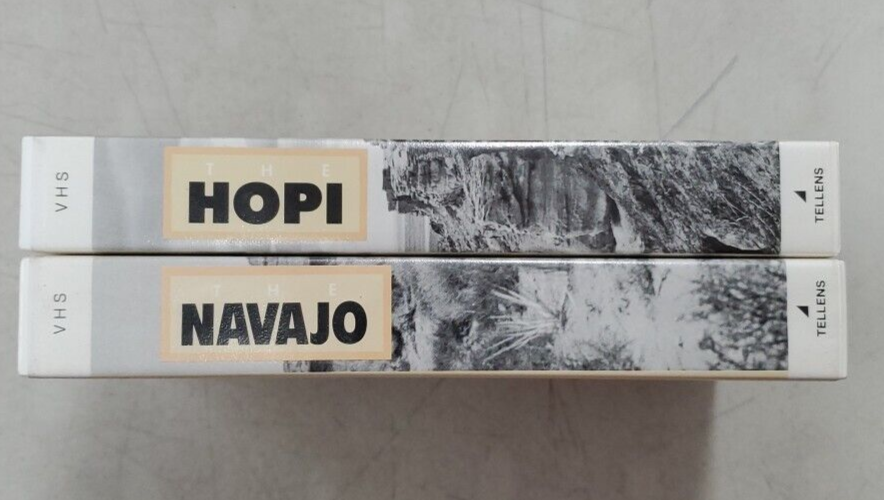 VHS
THE
HOPI
TELLENS
VHS
THE
NAVAJO
TELLENS